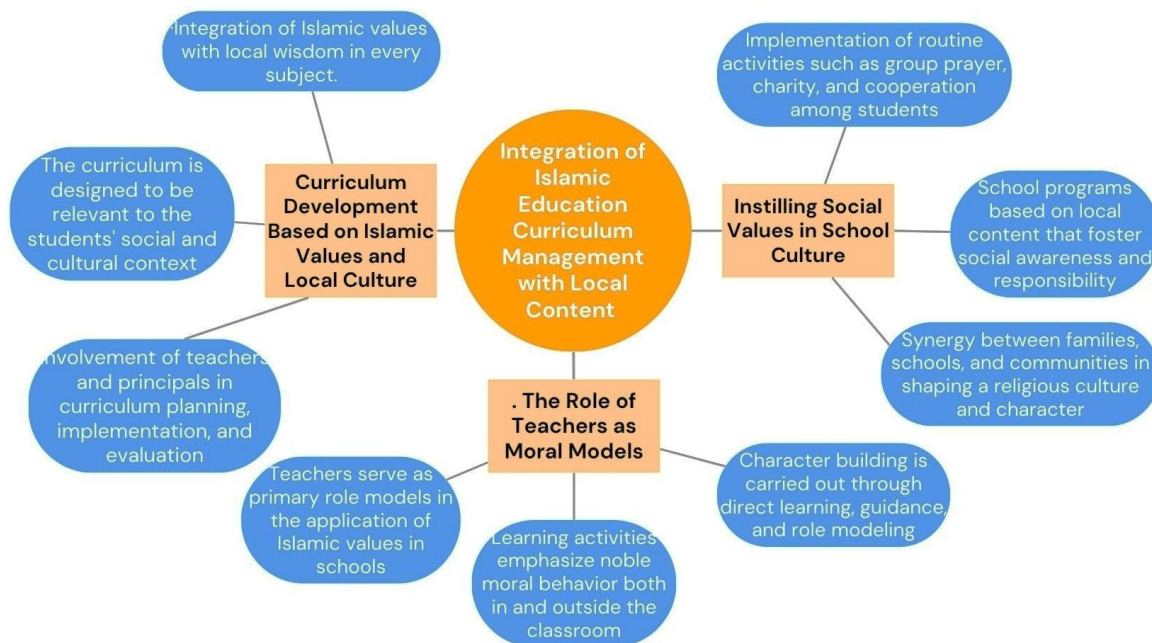 Integration of Islamic values
with local wisdom in every
subject.
The curriculum is
designed to be
relevant to the
students' social and
cultural context
nvolvement of teachers
and principals in
curriculum planning,
implementation, and
evaluation
Curriculum
Development
Based on Islamic
Values and
Local Culture
Integration of
Islamic
Education
Curriculum
Management
with Local
Content
Implementation of routine
activities such as group prayer,
charity, and cooperation
among students
Instilling Social
Values in School
Culture
School programs
based on local
content that foster
social awareness and
responsibility
Synergy between families,
schools, and communities in
shaping a religious culture
and character
. The Role of
Teachers as
Moral Models
Teachers serve as
primary role models in
the application of
Islamic values in
schools
Learning activities
emphasize noble
moral behavior both
in and outside the
classroom
Character building is
carried out through
direct learning, guidance,
and role modeling